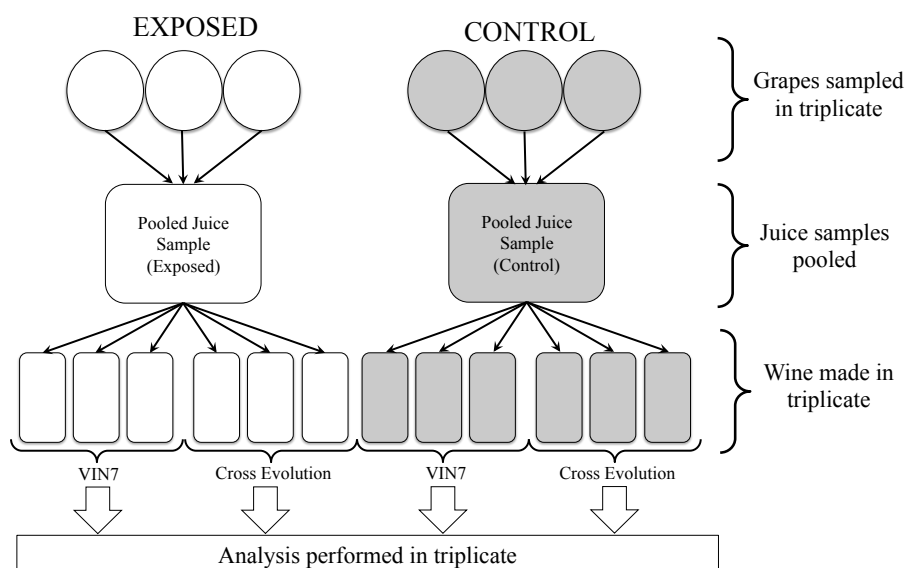 EXPOSED
CONTROL
Grapes sampled
in triplicate
Pooled Juice
Sample
(Exposed)
Pooled Juice
Sample
(Control)
Juice samples
pooled
Wine made in
triplicate
VIN7
Cross Evolution
VIN7
Cross Evolution
Analysis performed in triplicate